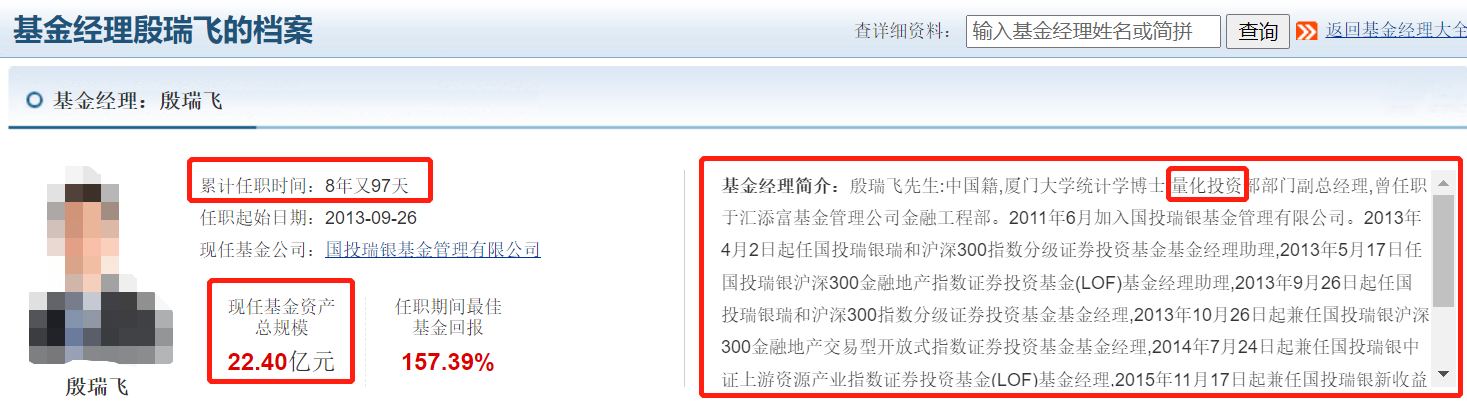 基金经理殷瑞飞的档案
查详细资料： 输入基金经理姓名或简拼 查询 返回基金经理大全
基金经理：殷瑞飞
累计任职时间：8年又97天
任职起始日期：2013-09-26
现任基金公司：国投瑞银基金管理有限公司
现任基金资产
总规模
22.40亿元
任职期间最佳
基金回报
157.39%
殷瑞飞
基金经理简介：殷瑞飞先生:中国籍,厦门大学统计学博士,量化投资部部门副总经理,曾任职
于汇添富基金管理公司金融工程部。2011年6月加入国投瑞银基金管理有限公司。2013年
4月2日起任国投瑞银瑞和沪深300指数分级证券投资基金基金经理助理,2013年5月17日任
国投瑞银沪深300金融地产指数证券投资基金(LOF)基金经理助理,2013年9月26日起任国
投瑞银瑞和沪深300指数分级证券投资基金基金经理,2013年10月26日起兼任国投瑞银沪深
300金融地产交易型开放式指数证券投资基金基金经理,2014年7月24日起兼任国投瑞银中
证上游资源产业指数证券投资基金(LOF)基金经理,2015年11月17日起兼任国投瑞银新收益